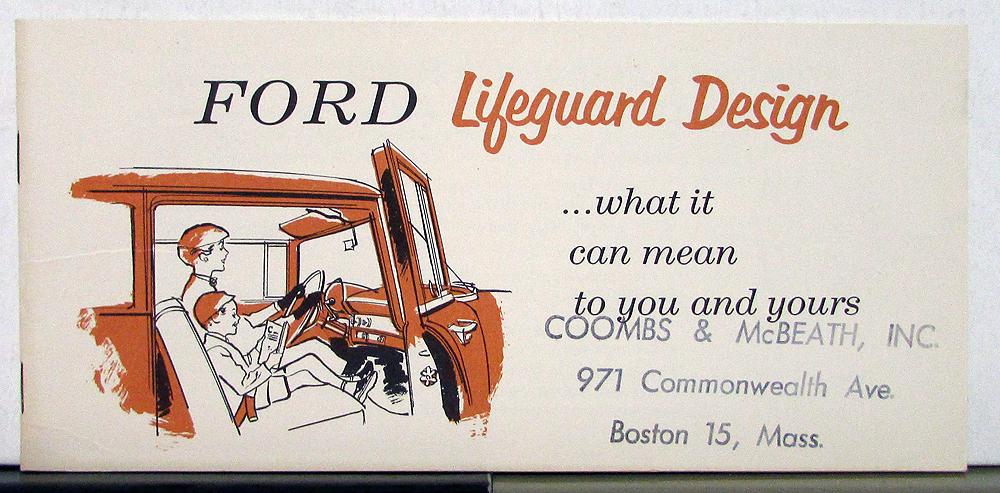 FORD Lifeguard Design
...what it
can mean
to you and yours
COOMBS & McBEATH, INC.
971 Commonwealth Ave.
Boston 15, Mass.